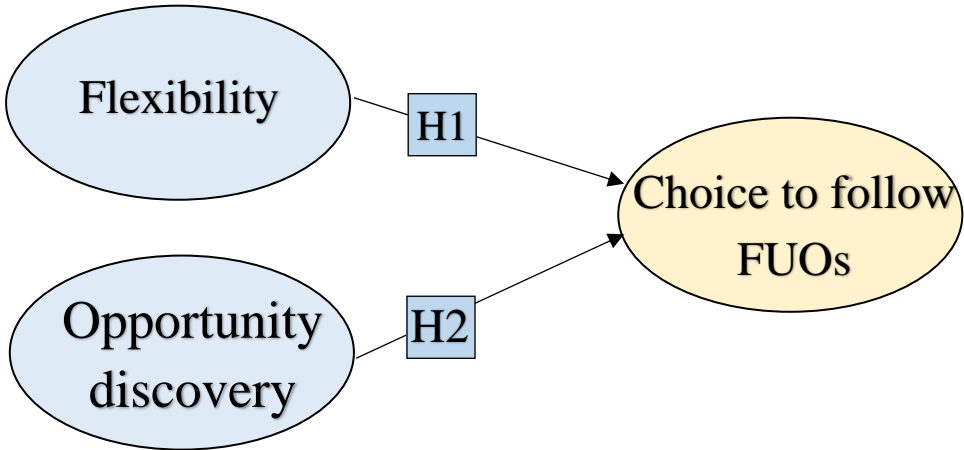 Flexibility
H1
Choice to follow
FUOs
H2
Opportunity
discovery